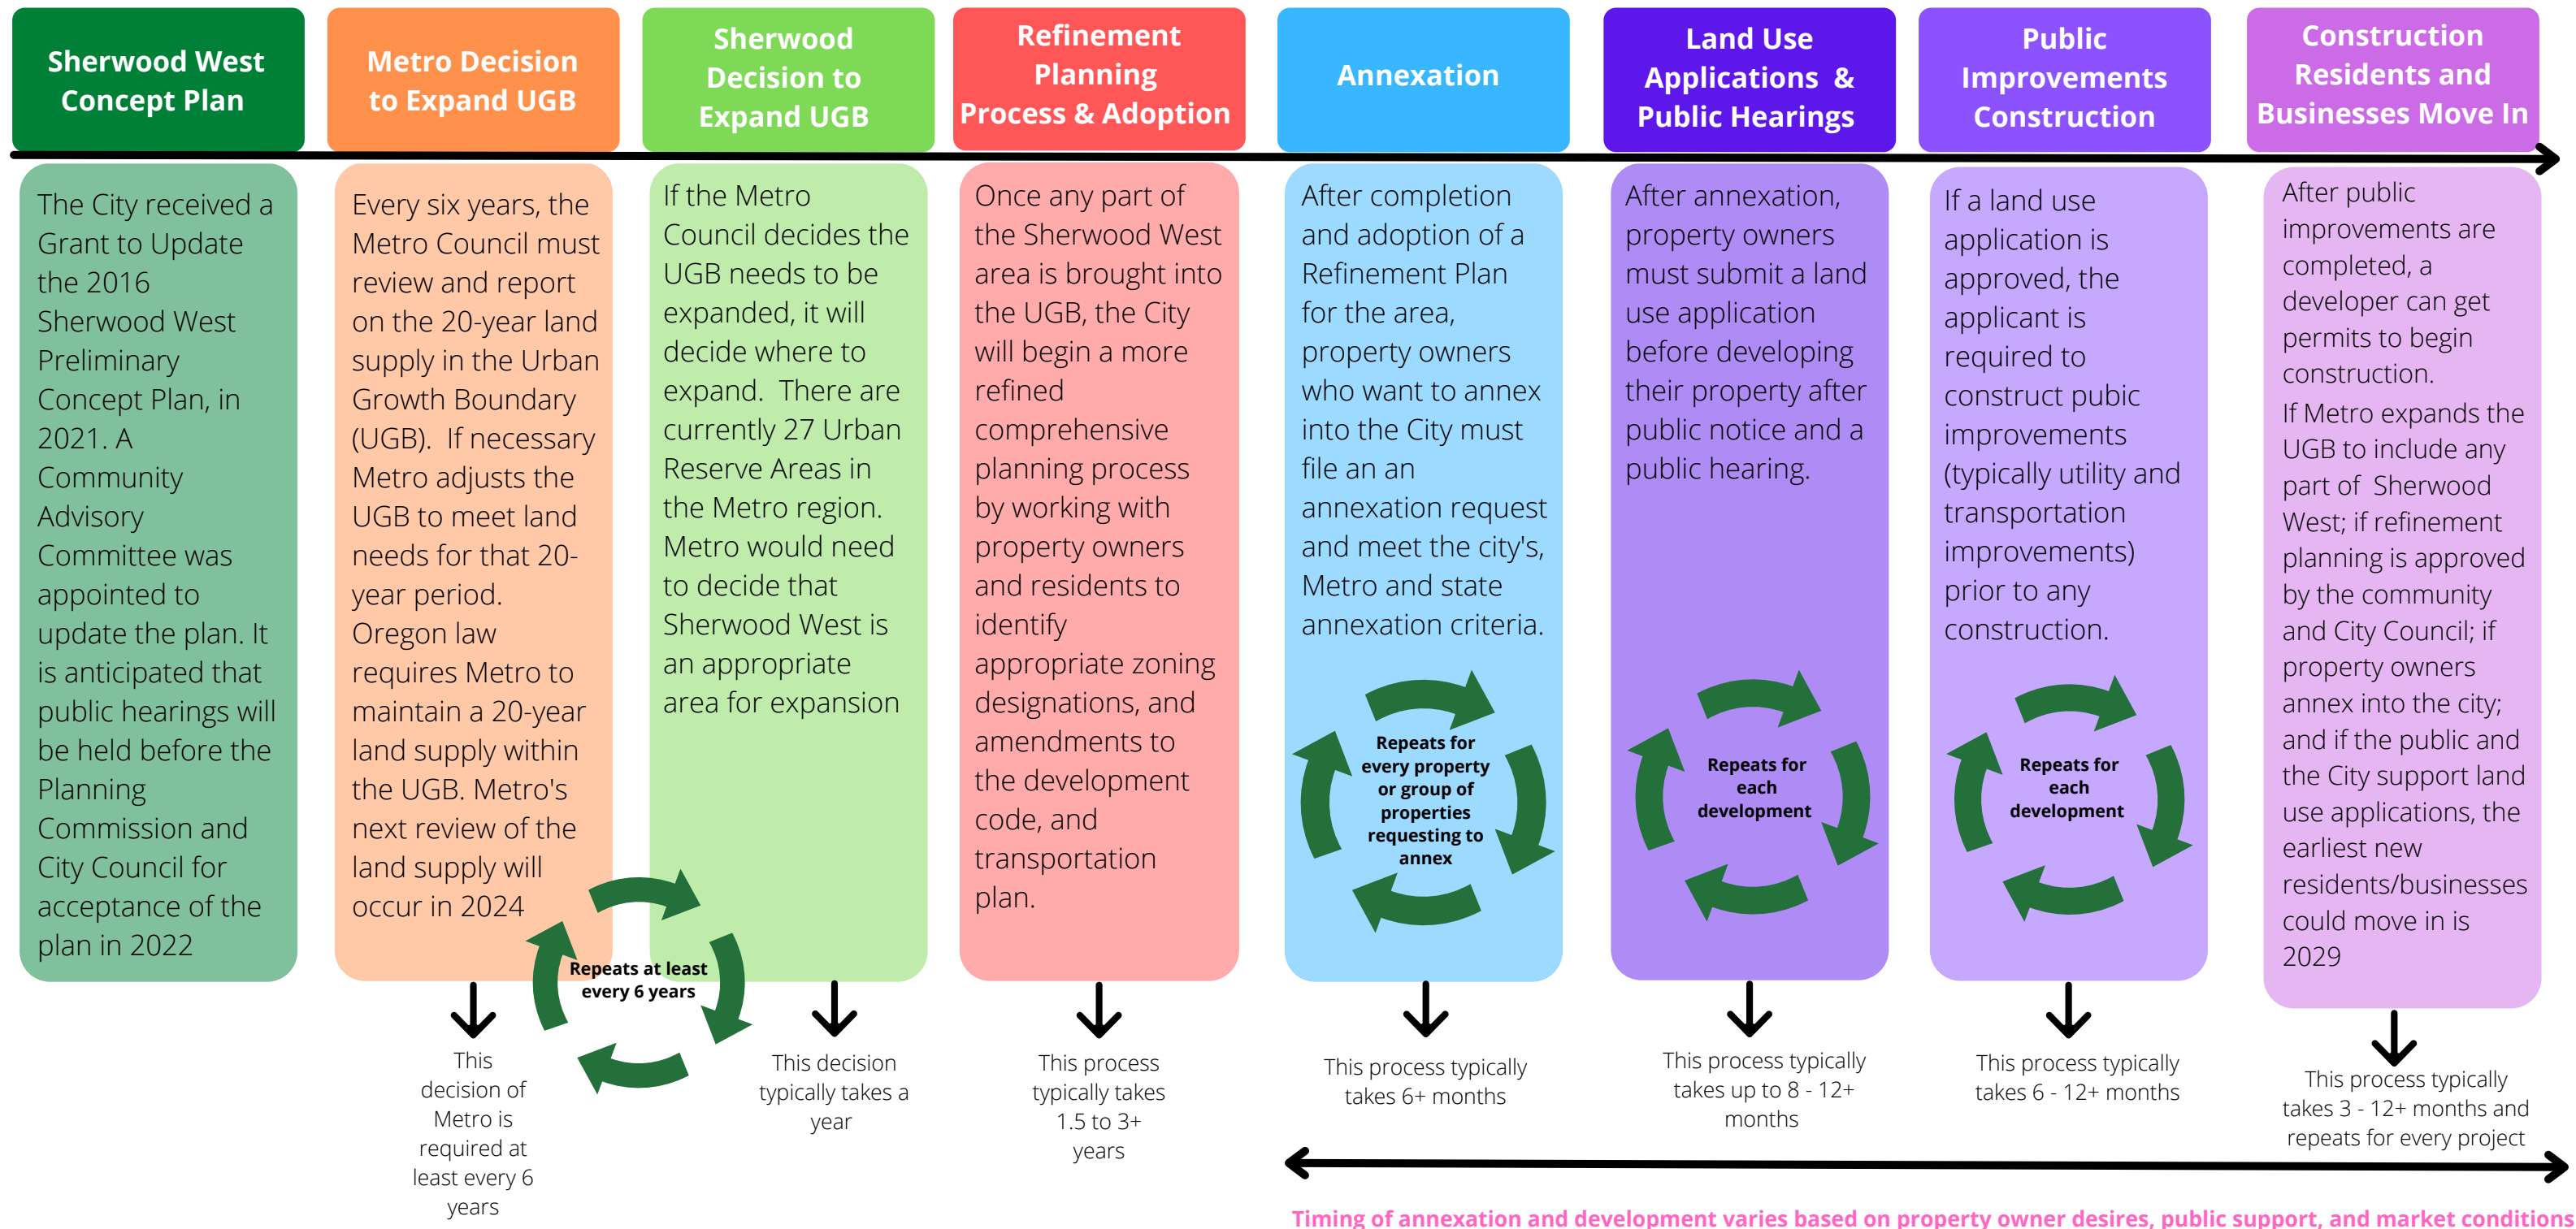 Sherwood West
Concept Plan
Metro Decision
to Expand UGB
Sherwood
Decision to
Expand UGB
Refinement
Planning
Process & Adoption
Annexation
Land Use
Applications &
Public Hearings
Public
Improvements
Construction
Construction
Residents and
Businesses Move In
The City received a
Grant to Update
the 2016
Sherwood West
Preliminary
Concept Plan, in
2021. A
Community
Advisory
Committee was
appointed to
update the plan. It
is anticipated that
public hearings will
be held before the
Planning
Commission and
City Council for
acceptance of the
plan in 2022
Every six years, the
Metro Council must
review and report
on the 20-year land
supply in the Urban
Growth Boundary
(UGB). If necessary
Metro adjusts the
UGB to meet land
needs for that 20-
year period.
Oregon law
requires Metro to
maintain a 20-year
land supply within
the UGB. Metro's
next review of the
land supply will
occur in 2024
If the Metro
Council decides the
UGB needs to be
expanded, it will
decide where to
expand. There are
currently 27 Urban
Reserve Areas in
the Metro region.
Metro would need
to decide that
Sherwood West is
an appropriate
area for expansion
Once any part of
the Sherwood West
area is brought into
the UGB, the City
will begin a more
refined
comprehensive
planning process
by working with
property owners
and residents to
identify
appropriate zoning
designations, and
amendments to
the development
code, and
transportation
plan.
After completion
and adoption of a
Refinement Plan
for the area,
property owners
who want to annex
into the City must
file an an
annexation request
and meet the city's,
Metro and state
annexation criteria.
Repeats for
every property
or group of
properties
requesting to
annex
After annexation,
property owners
must submit a land
use application
before developing
their property after
public notice and a
public hearing.
Repeats for
each
development
If a land use
application is
approved, the
applicant is
required to
construct pubic
improvements
(typically utility and
transportation
improvements)
prior to any
construction.
Repeats for
each
development
After public
improvements are
completed, a
developer can get
permits to begin
construction.
If Metro expands the
UGB to include any
part of Sherwood
West; if refinement
planning is approved
by the community
and City Council; if
property owners
annex into the city;
and if the public and
the City support land
use applications, the
earliest new
residents/businesses
could move in is
2029
Repeats at least
every 6 years
This
decision of
Metro is
required at
least every 6
years
This decision
typically takes a
year
This process
typically takes
1.5 to 3+
years
This process typically
takes 6+ months
This process typically
takes up to 8 - 12+
months
This process typically
takes 6 - 12+ months
This process typically
takes 3 - 12+ months and
repeats for every project
Timing of annexation and development varies based on property owner desires, public support, and market conditions